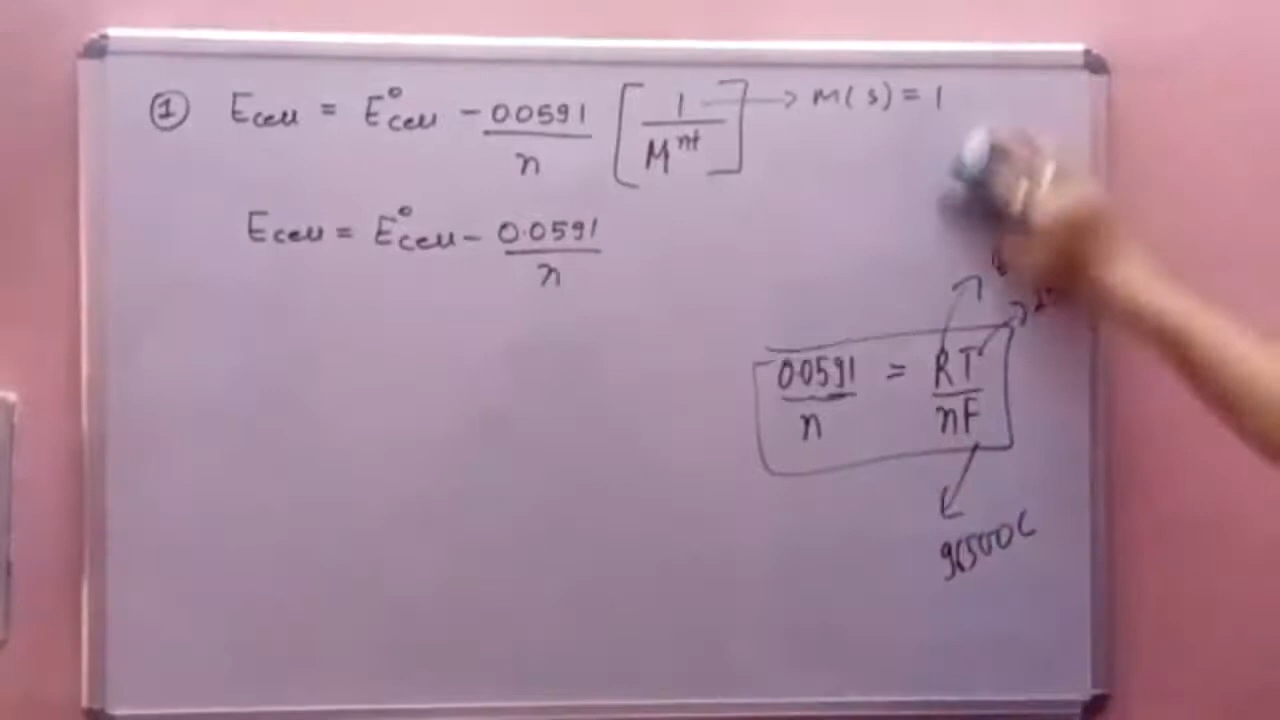 ① Ecell = E°cell - 0.0591/n [1/M^n+] → M(s) = 1
Ecell = E°cell - 0.0591/n
0.0591/n = RT/nF
96500C